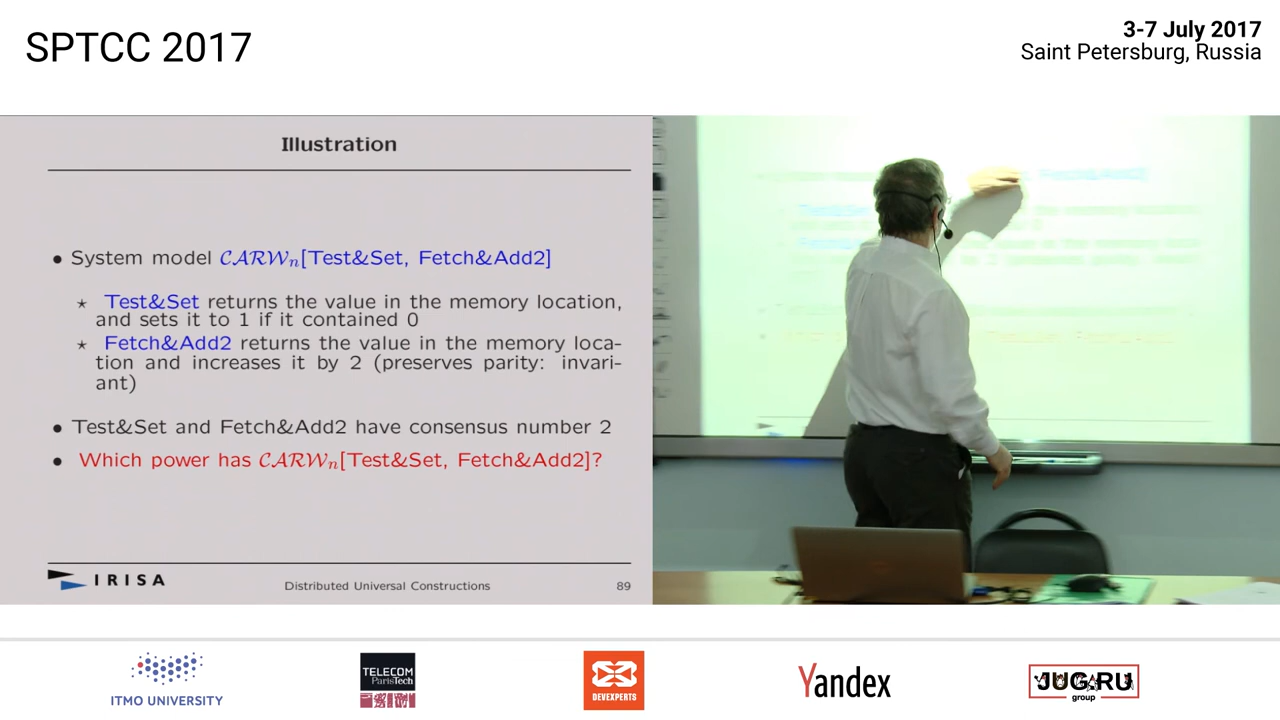 SPTCC 2017
3-7 July 2017
Saint Petersburg, Russia
Illustration
• System model CARWn[Test&Set, Fetch&Add2]
⋆ Test&Set returns the value in the memory location,
and sets it to 1 if it contained 0
⋆ Fetch&Add2 returns the value in the memory loca-
tion and increases it by 2 (preserves parity: invari-
ant)
• Test&Set and Fetch&Add2 have consensus number 2
• Which power has CARWn[Test&Set, Fetch&Add2]?
IRISA
Distributed Universal Constructions
89
ITMO UNIVERSITY
TELECOM
ParisTech
DEVEXPERTS
Yandex
JUG.RU
group